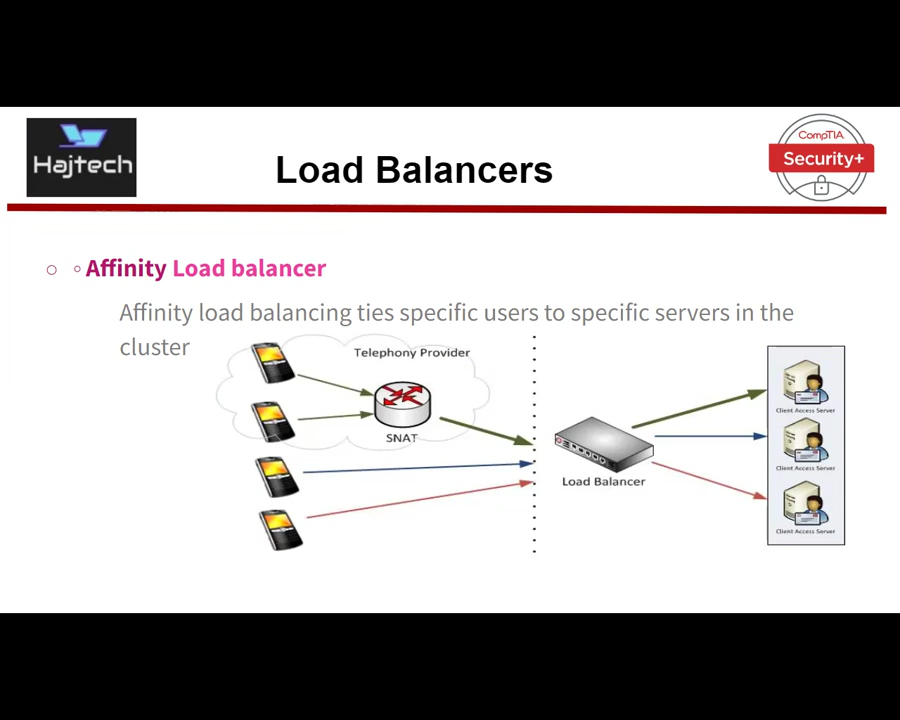 Hajtech
Load Balancers
CompTIA
Security+
Affinity Load balancer
Affinity load balancing ties specific users to specific servers in the
cluster
Telephony Provider
SNAT
Load Balancer
Client Access Server
Client Access Server
Client Access Server